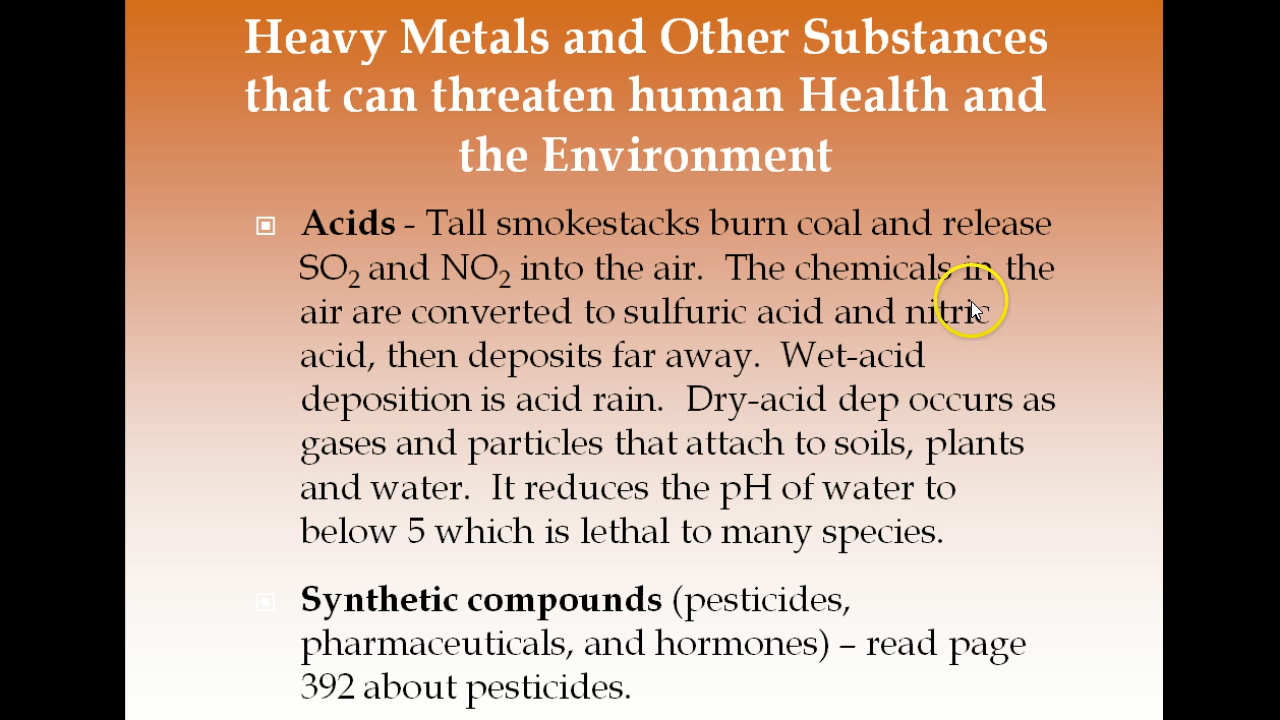 Heavy Metals and Other Substances
that can threaten human Health and
the Environment
Acids - Tall smokestacks burn coal and release
SO2 and NO2 into the air. The chemicals in the
air are converted to sulfuric acid and nitric
acid, then deposits far away. Wet-acid
deposition is acid rain. Dry-acid dep occurs as
gases and particles that attach to soils, plants
and water. It reduces the pH of water to
below 5 which is lethal to many species.
Synthetic compounds (pesticides,
pharmaceuticals, and hormones) – read page
392 about pesticides.